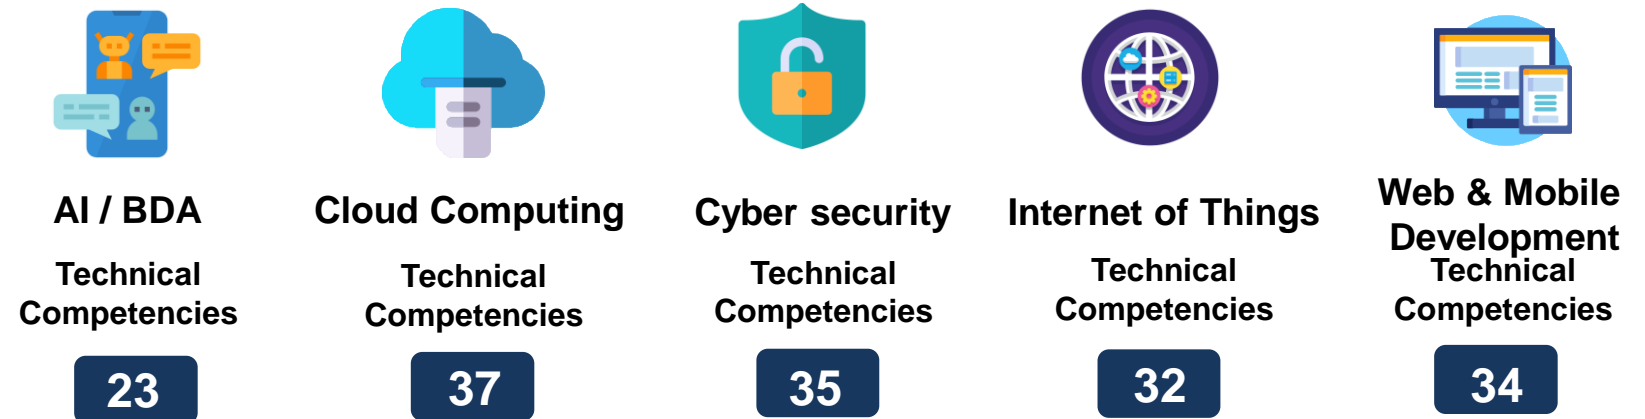 AI / BDA
Technical
Competencies
23
Cloud Computing
Technical
Competencies
37
Cyber security
Technical
Competencies
35
Internet of Things
Technical
Competencies
32
Web & Mobile
Development
Technical
Competencies
34